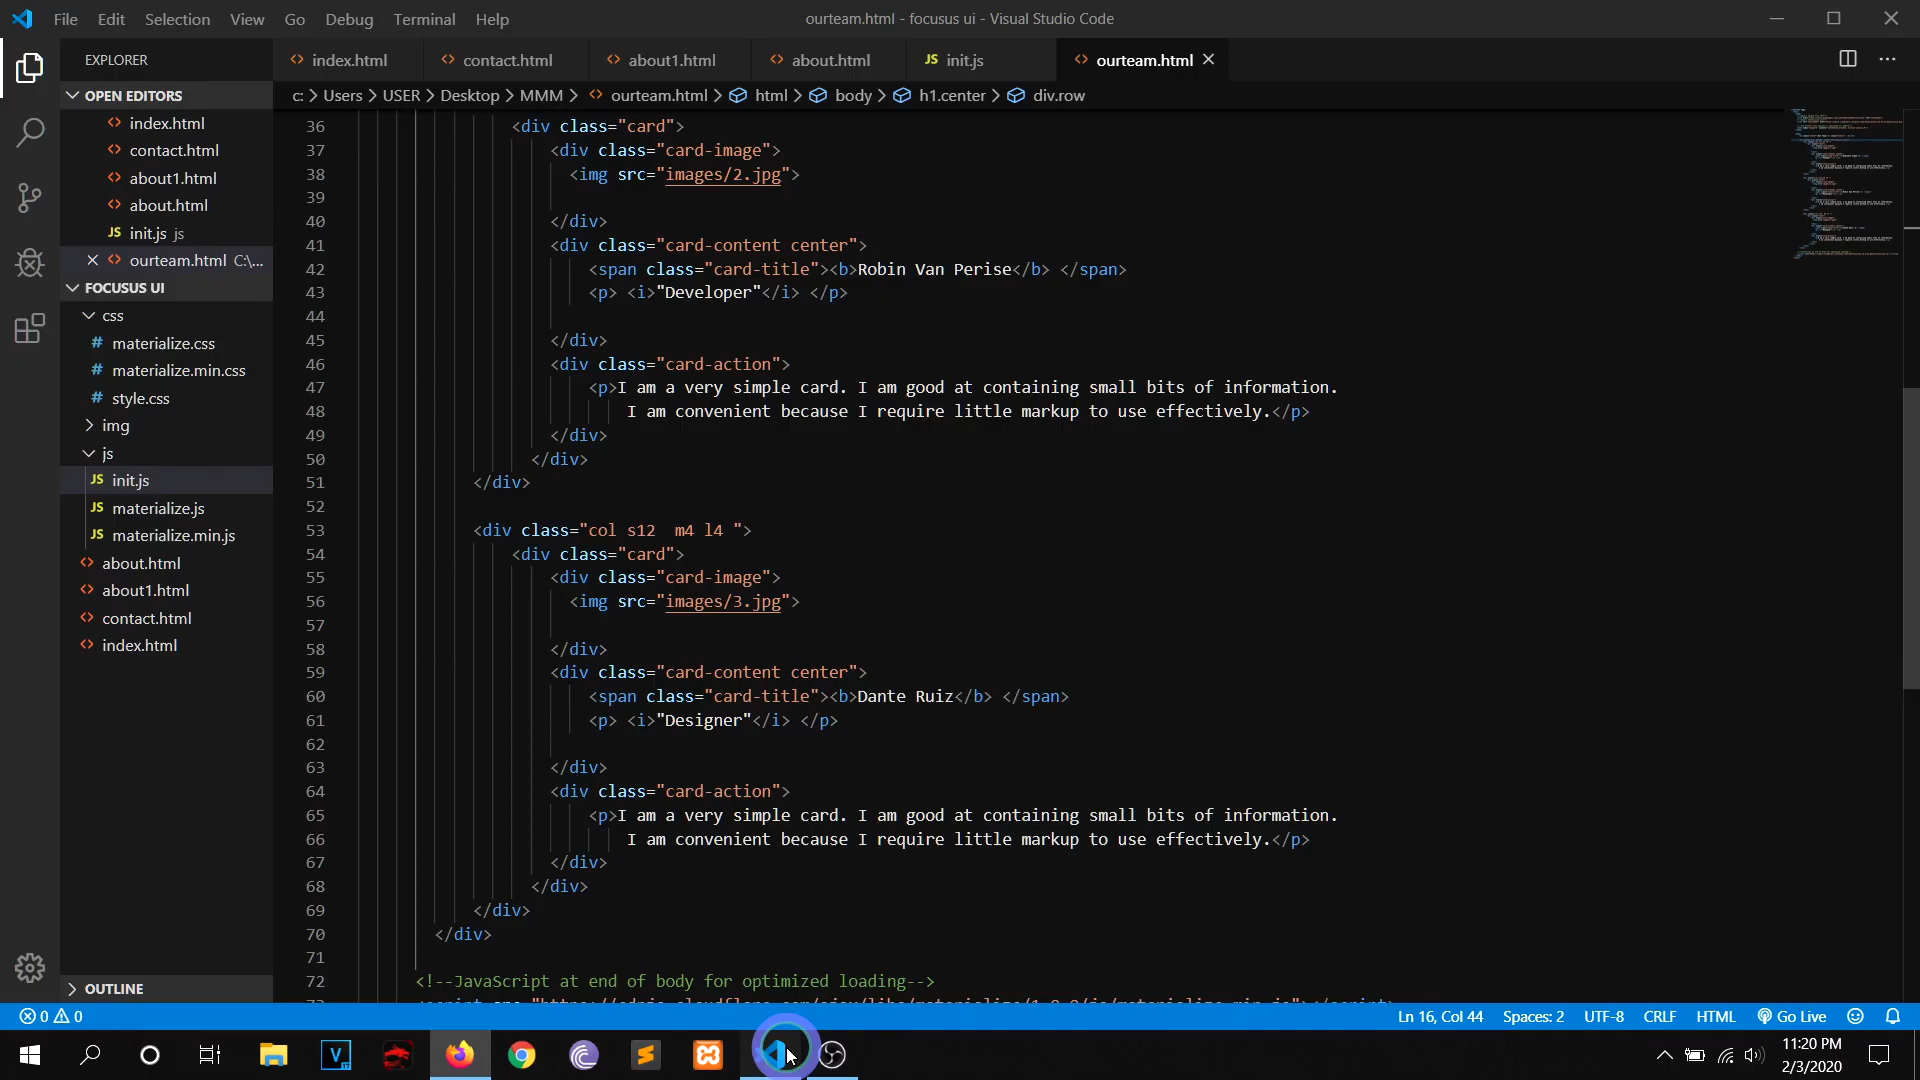 File Edit Selection View Go Debug Terminal Help
ourteam.html - focusus ui - Visual Studio Code
EXPLORER
OPEN EDITORS
index.html
contact.html
about1.html
about.html
JS init.js js
ourteam.html C:\...
FOCUSUS UI
css
# materialize.css
# materialize.min.css
# style.css
img
js
JS init.js
JS materialize.js
JS materialize.min.js
about.html
about1.html
contact.html
index.html
OUTLINE
index.html contact.html about1.html about.html JS init.js ourteam.html
c: > Users > USER > Desktop > MMM > ourteam.html > html > body > h1.center > div.row
36 <div class="card">
37 <div class="card-image">
38 <img src="images/2.jpg">
39
40 </div>
41 <div class="card-content center">
42 <span class="card-title"><b>Robin Van Perise</b> </span>
43 <p> <i>"Developer"</i> </p>
44
45 </div>
46 <div class="card-action">
47 <p>I am a very simple card. I am good at containing small bits of information.
48 I am convenient because I require little markup to use effectively.</p>
49 </div>
50 </div>
51 </div>
52
53 <div class="col s12  m4 l4 ">
54 <div class="card">
55 <div class="card-image">
56 <img src="images/3.jpg">
57
58 </div>
59 <div class="card-content center">
60 <span class="card-title"><b>Dante Ruiz</b> </span>
61 <p> <i>"Designer"</i> </p>
62
63 </div>
64 <div class="card-action">
65 <p>I am a very simple card. I am good at containing small bits of information.
66 I am convenient because I require little markup to use effectively.</p>
67 </div>
68 </div>
69 </div>
70 </div>
71
72 <!--JavaScript at end of body for optimized loading-->
0 0
Ln 16, Col 44 Spaces: 2 UTF-8 CRLF HTML Go Live
11:20 PM
2/3/2020